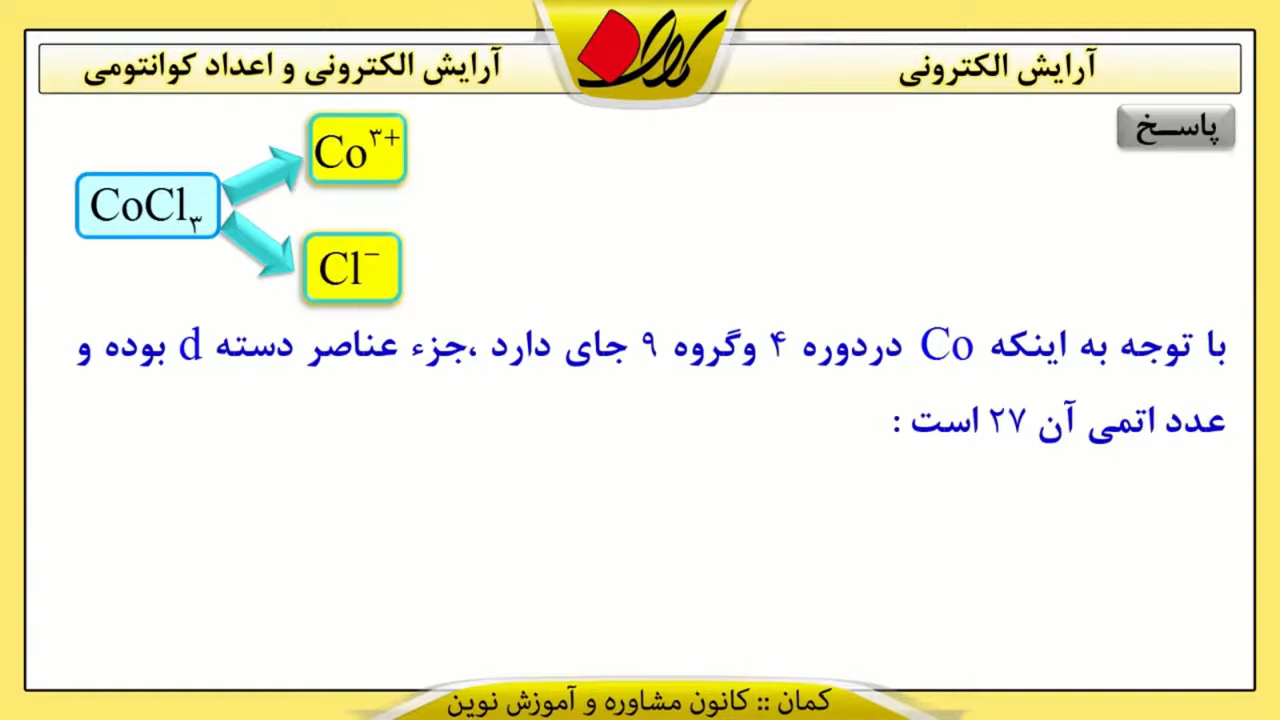 آرایش الکترونی
کمان
آرایش الکترونی و اعداد کوانتومی
پاسـخ
CoCl۳
Co۳+
Cl−
با توجه به اینکه Co دردوره ۴ وگروه ۹ جای دارد ،جزء عناصر دسته d بوده و
عدد اتمی آن ۲۷ است :
کمان :: کانون مشاوره و آموزش نوین